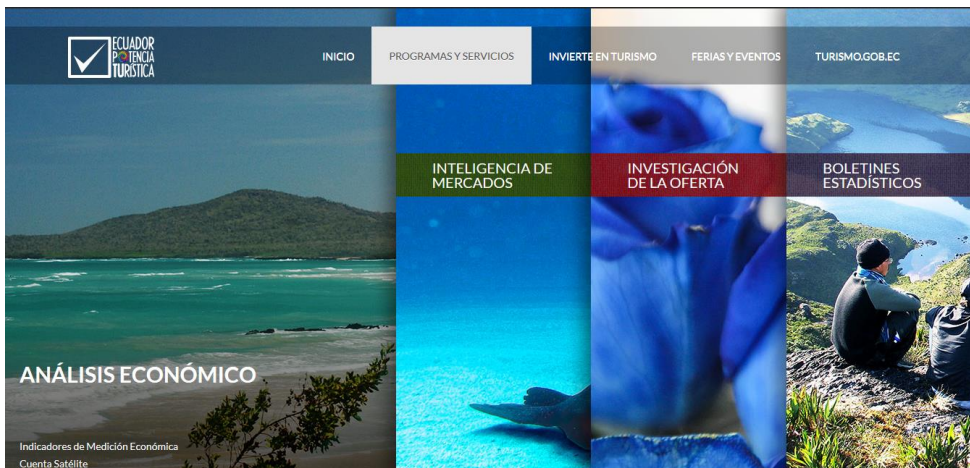 ECUADOR
POTENCIA
TURÍSTICA
INICIO
PROGRAMAS Y SERVICIOS
INVIERTE EN TURISMO
FERIAS Y EVENTOS
TURISMO.GOB.EC
INTELIGENCIA DE
MERCADOS
INVESTIGACIÓN
DE LA OFERTA
BOLETINES
ESTADÍSTICOS
ANÁLISIS ECONÓMICO
Indicadores de Medición Económica
Cuenta Satélite